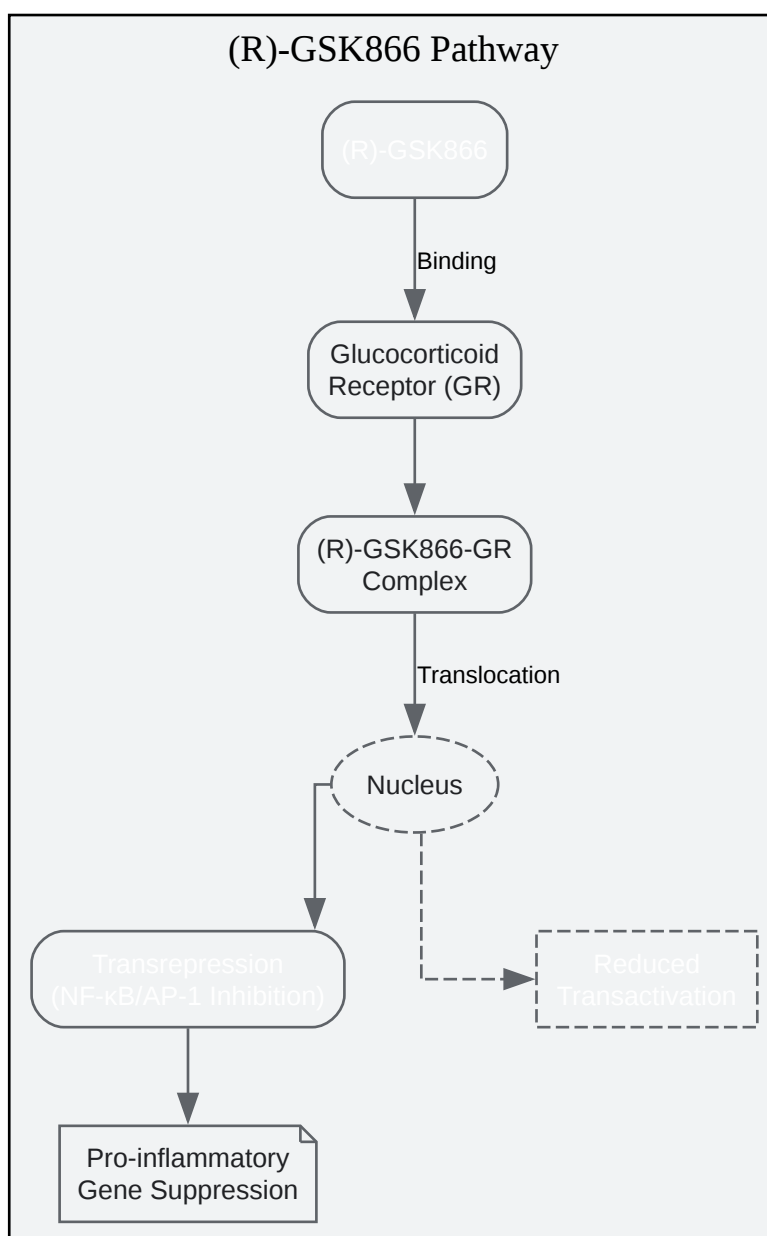 (R)-GSK866 Pathway
(R)-GSK866
Binding
Glucocorticoid
Receptor (GR)
(R)-GSK866-GR
Complex
Translocation
Nucleus
Transrepression
(NF-κB/AP-1 Inhibition)
Reduced
Transactivation
Pro-inflammatory
Gene Suppression